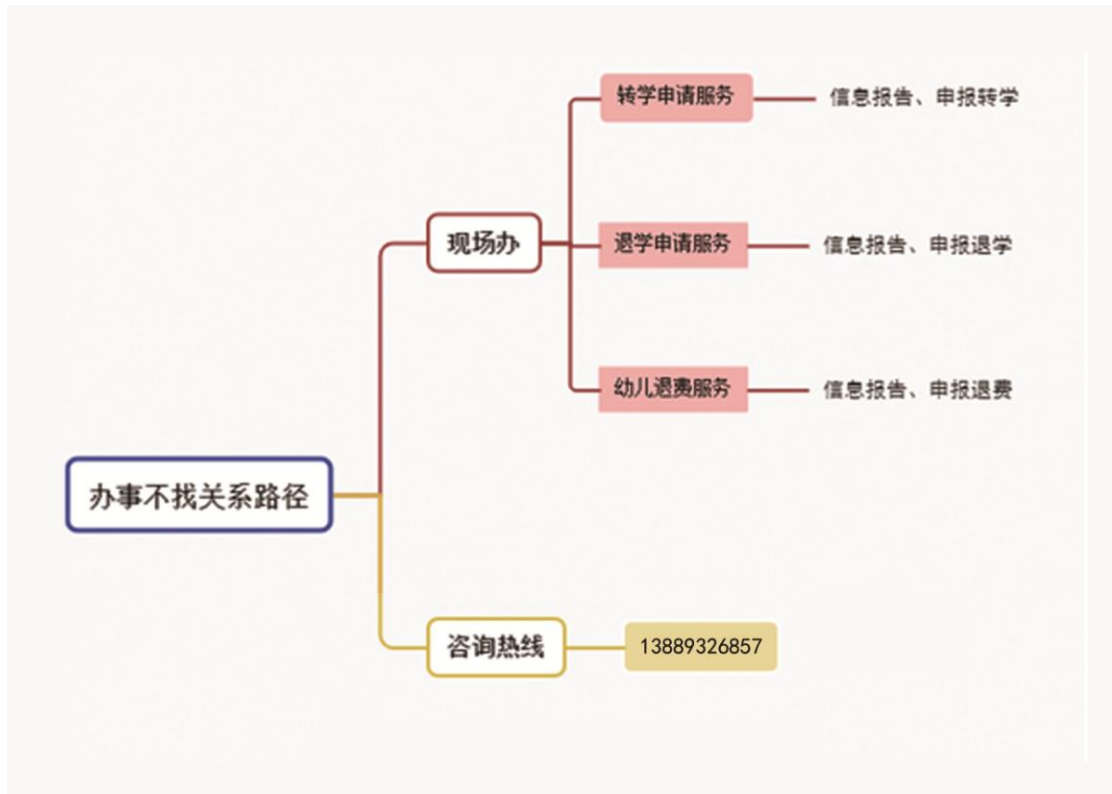 转学申请服务 信息报告、申报转学
现场办
退学申请服务 信息报告、申报退学
幼儿退费服务 信息报告、申报退费
办事不找关系路径
咨询热线 13889326857